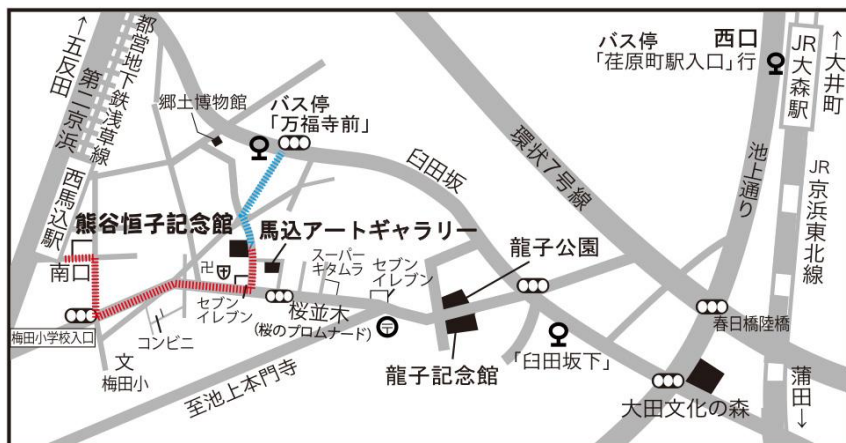 ←五反田
第二京浜
都営地下鉄浅草線
西馬込駅
郷土博物館
バス停
「万福寺前」
臼田坂
環状7号線
バス停
西口
「荏原町駅入口」行
JR大森駅
←大井町
池上通り
JR京浜東北線
熊谷恒子記念館
馬込アートギャラリー
南口
卍
セブン
イレブン
スーパー
キタムラ
セブン
イレブン
龍子公園
梅田小学校入口
コンビニ
文
梅田小
桜並木
(桜のプロムナード)
〒
龍子記念館
「臼田坂下」
春日橋陸橋
至池上本門寺
大田文化の森
蒲田→